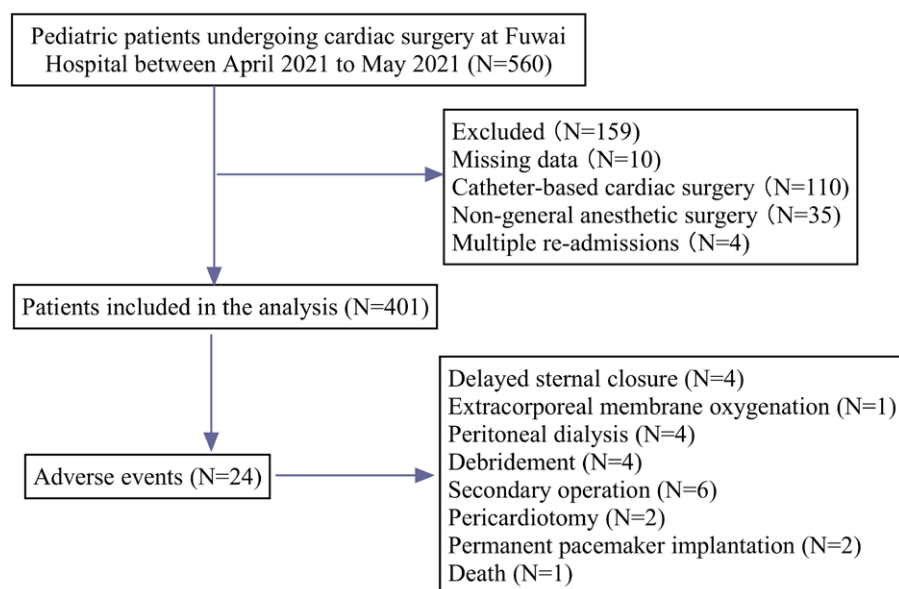 Pediatric patients undergoing cardiac surgery at Fuwai
Hospital between April 2021 to May 2021 (N=560)
Excluded (N=159)
Missing data (N=10)
Catheter-based cardiac surgery (N=110)
Non-general anesthetic surgery (N=35)
Multiple re-admissions (N=4)
Patients included in the analysis (N=401)
Delayed sternal closure (N=4)
Extracorporeal membrane oxygenation (N=1)
Peritoneal dialysis (N=4)
Debridement (N=4)
Secondary operation (N=6)
Pericardiotomy (N=2)
Permanent pacemaker implantation (N=2)
Death (N=1)
Adverse events (N=24)